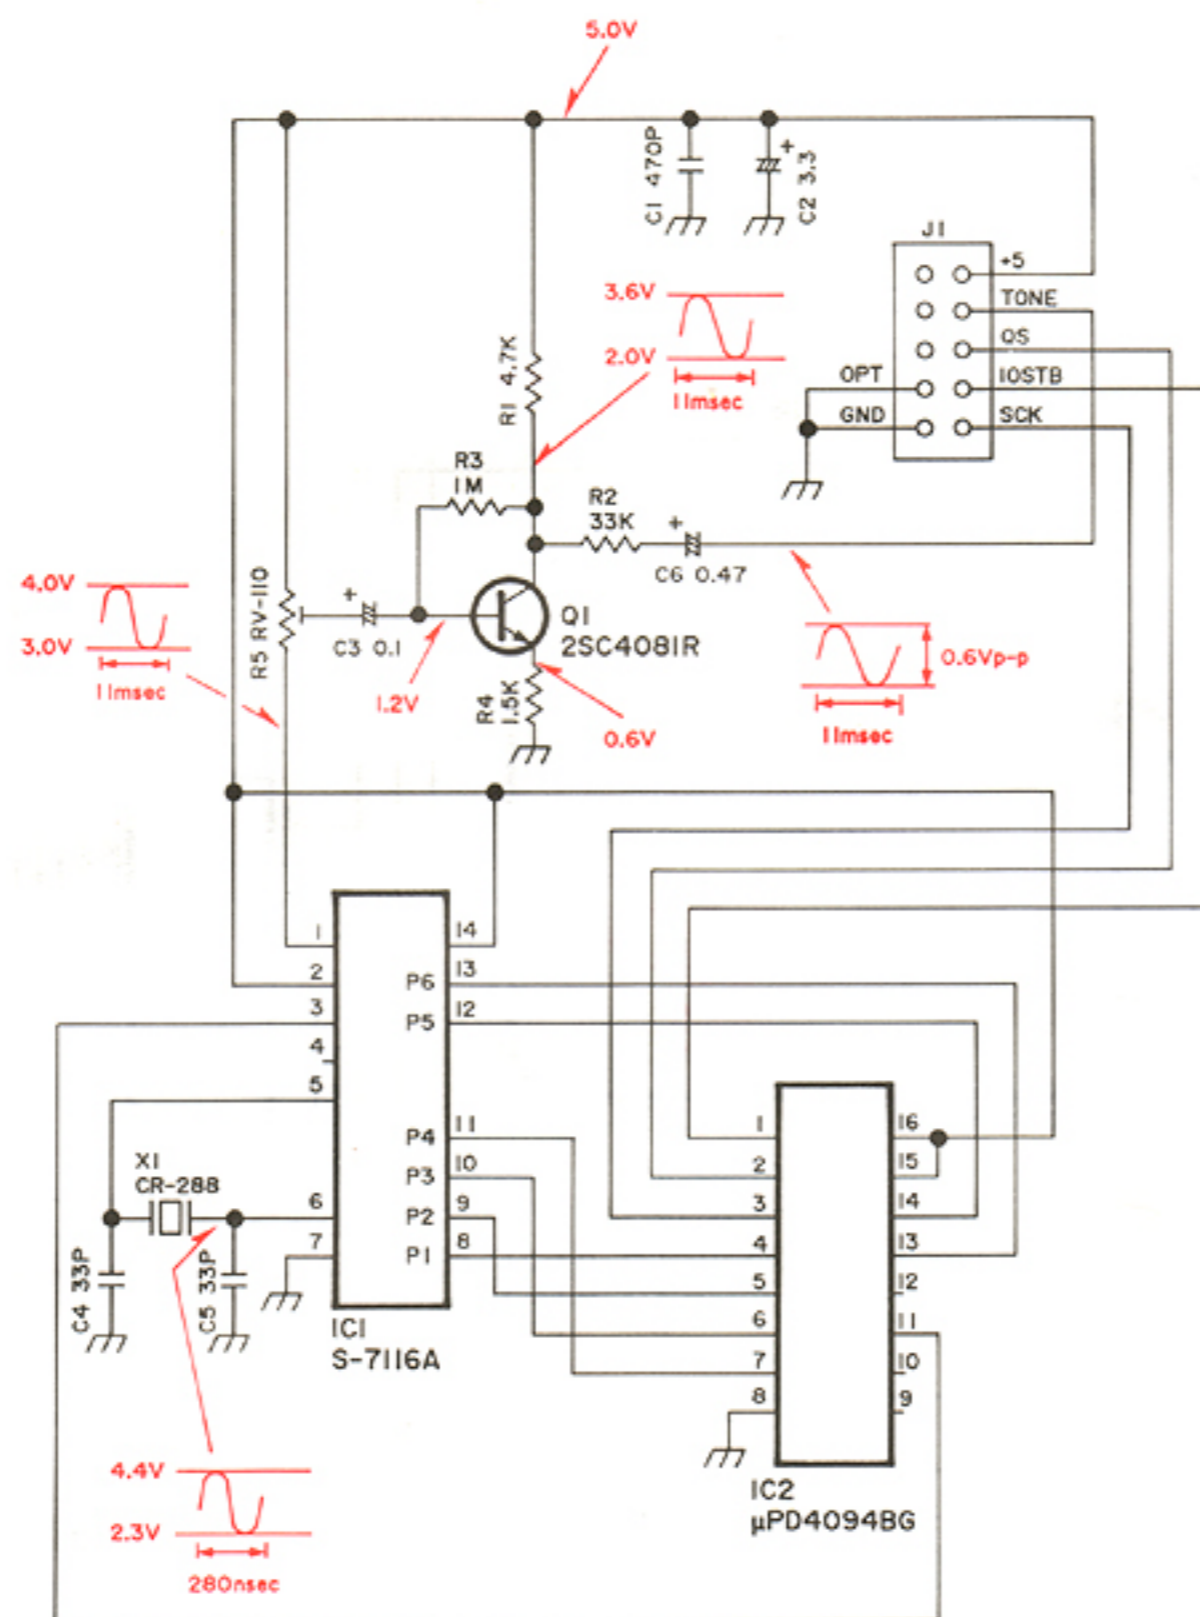 5.0V
C1 470P
+
C2 3.3
J1
+5
TONE
QS
OPT
IOSTB
GND
SCK
3.6V
2.0V
11msec
R1 4.7K
R3
1M
R2
33K
+
C6 0.47
4.0V
3.0V
11msec
R5 RV-110
+
C3 0.1
Q1
2SC4081R
1.2V
R4
1.5K
0.6V
0.6Vp-p
11msec
1
2
3
4
5
6
7
14
P6 13
P5 12
P4 11
P3 10
P2 9
P1 8
IC1
S-7116A
X1
CR-288
C4 33P
C5 33P
1
2
3
4
5
6
7
8
16
15
14
13
12
11
10
9
IC2
µPD4094BG
4.4V
2.3V
280nsec